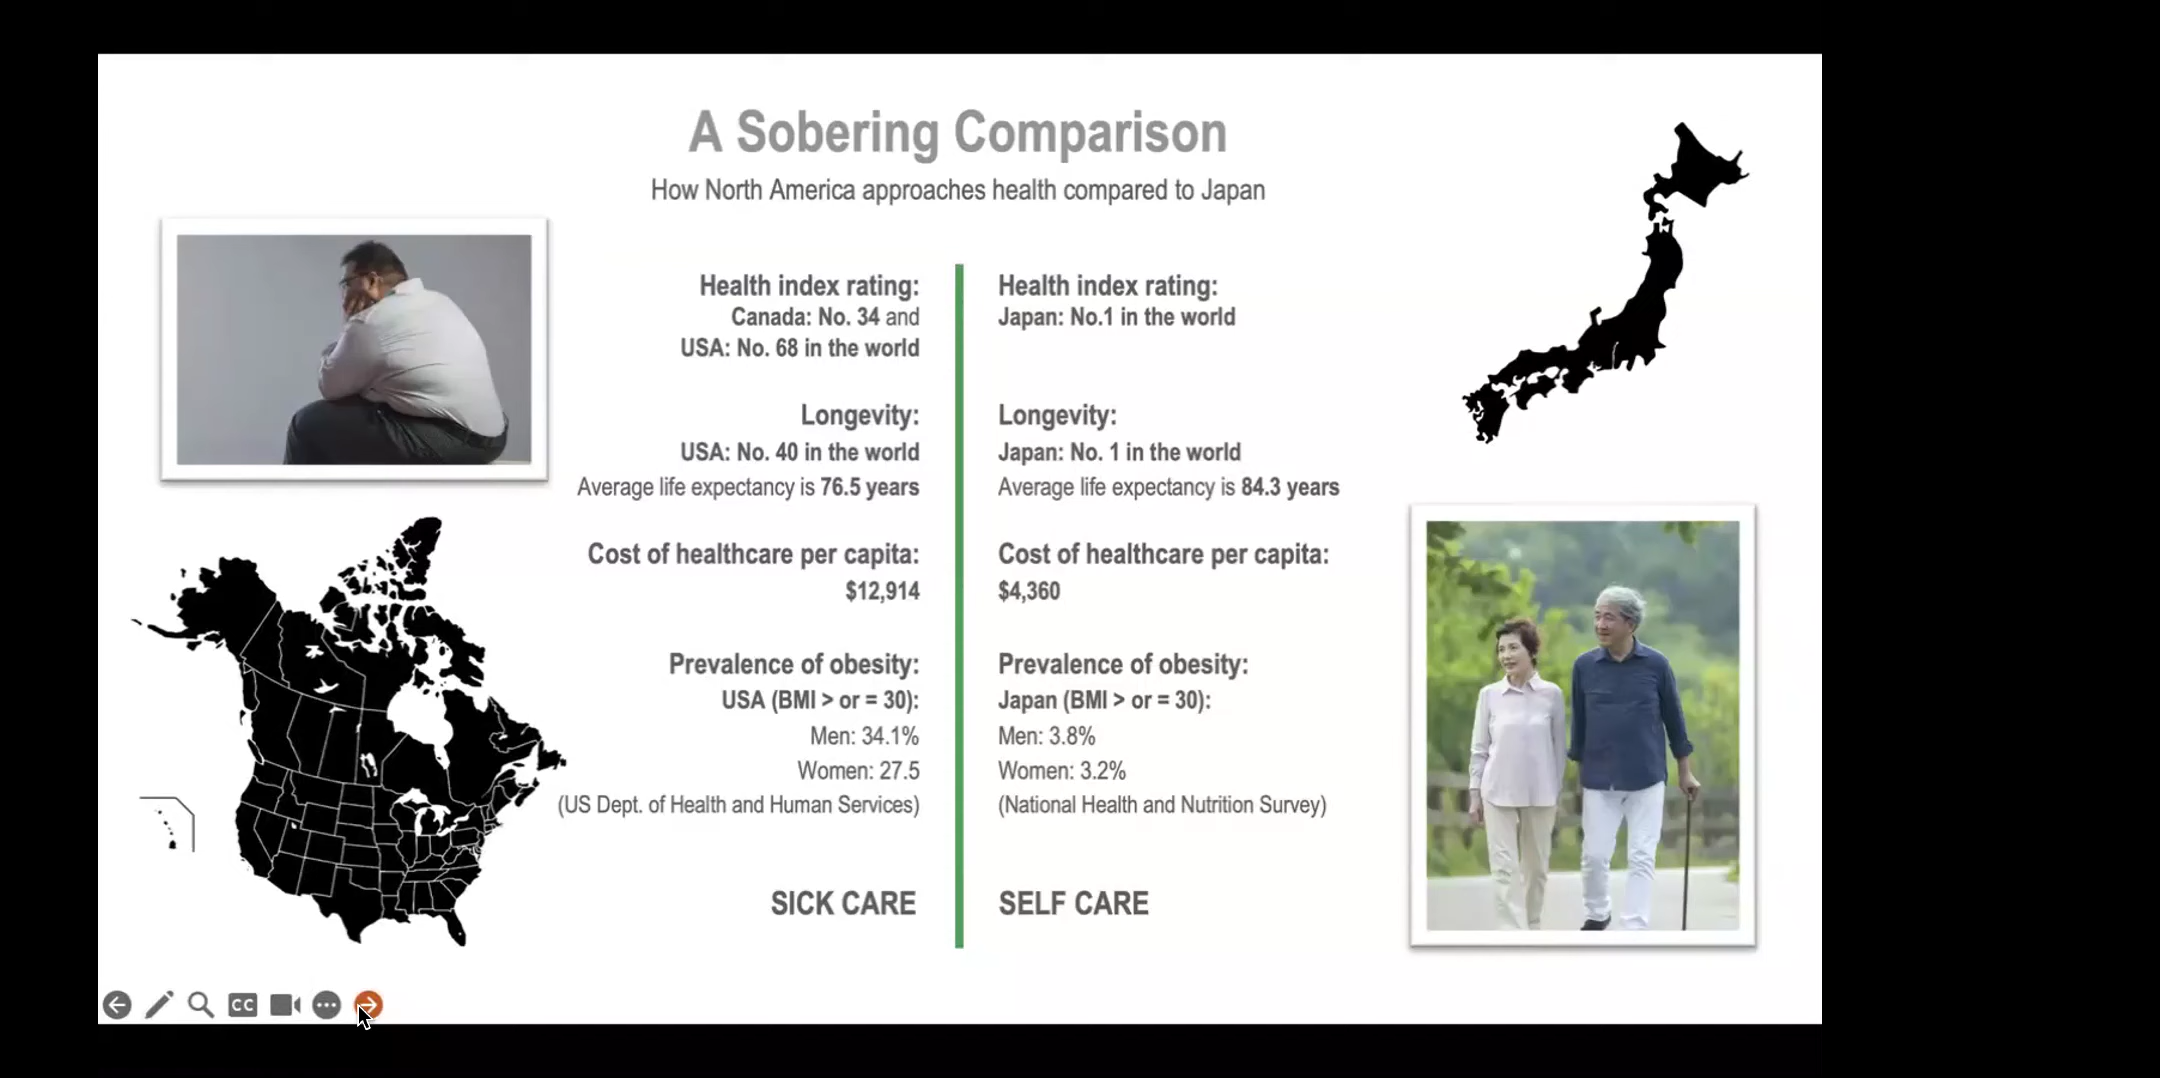 A Sobering Comparison
How North America approaches health compared to Japan
Health index rating:
Canada: No. 34 and
USA: No. 68 in the world
Longevity:
USA: No. 40 in the world
Average life expectancy is 76.5 years
Cost of healthcare per capita:
$12,914
Prevalence of obesity:
USA (BMI > or = 30):
Men: 34.1%
Women: 27.5
(US Dept. of Health and Human Services)
SICK CARE
Health index rating:
Japan: No.1 in the world
Longevity:
Japan: No. 1 in the world
Average life expectancy is 84.3 years
Cost of healthcare per capita:
$4,360
Prevalence of obesity:
Japan (BMI > or = 30):
Men: 3.8%
Women: 3.2%
(National Health and Nutrition Survey)
SELF CARE
CC